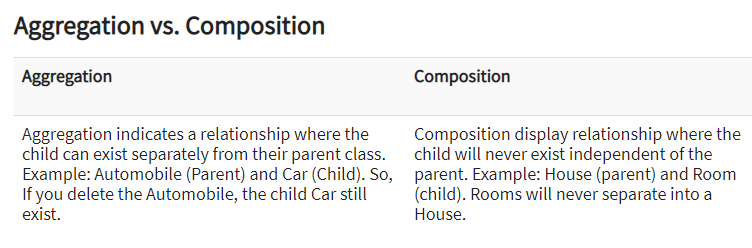 Aggregation vs. Composition
Aggregation
Composition
Aggregation indicates a relationship where the
child can exist separately from their parent class.
Example: Automobile (Parent) and Car (Child). So,
If you delete the Automobile, the child Car still
exist.
Composition display relationship where the
child will never exist independent of the
parent. Example: House (parent) and Room
(child). Rooms will never separate into a
House.